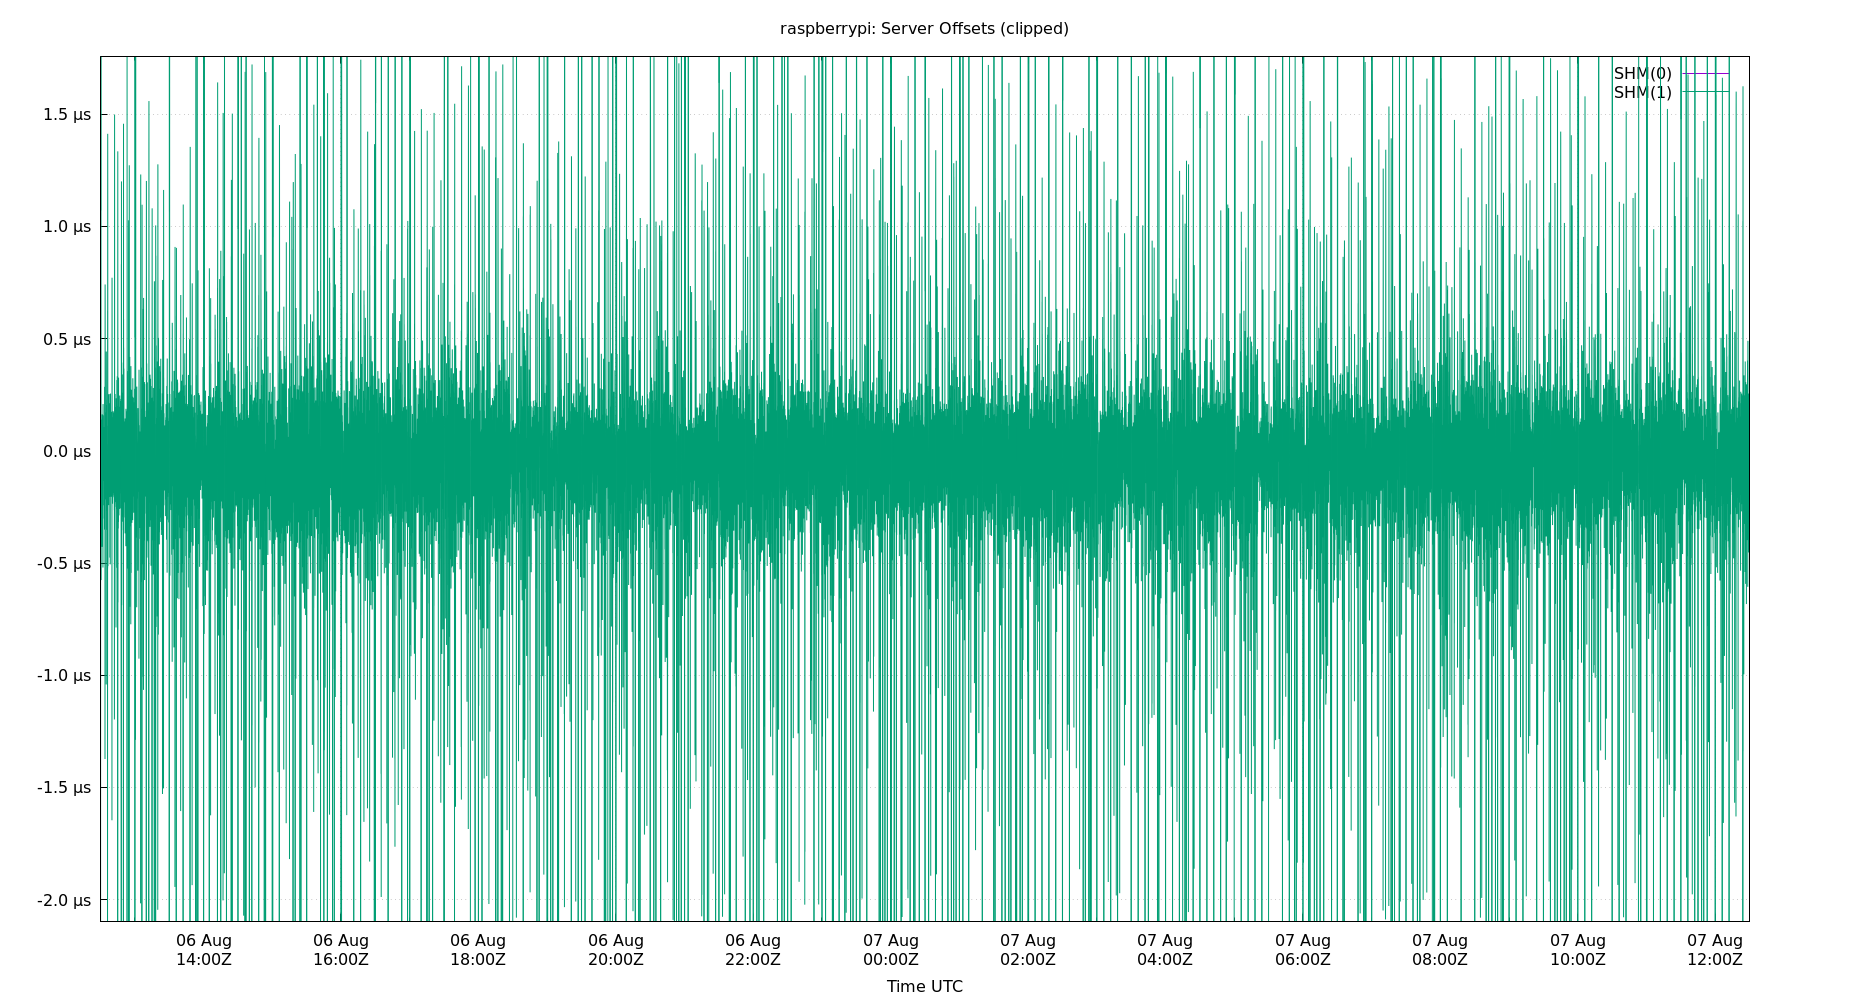 raspberrypi: Server Offsets (clipped)
SHM(0)
SHM(1)
1.5 µs
1.0 µs
0.5 µs
0.0 µs
-0.5 µs
-1.0 µs
-1.5 µs
-2.0 µs
06 Aug 06 Aug 06 Aug 06 Aug 06 Aug 07 Aug 07 Aug 07 Aug 07 Aug 07 Aug 07 Aug 07 Aug
14:00Z 16:00Z 18:00Z 20:00Z 22:00Z 00:00Z 02:00Z 04:00Z 06:00Z 08:00Z 10:00Z 12:00Z
Time UTC